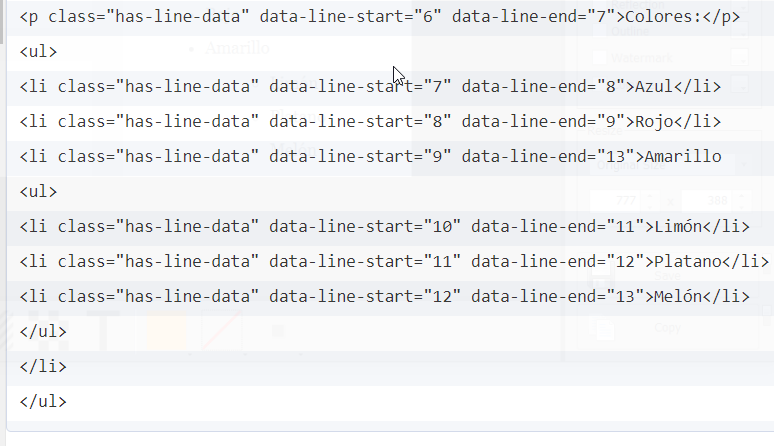 <p class="has-line-data" data-line-start="6" data-line-end="7">Colores:</p>
<ul>
<li class="has-line-data" data-line-start="7" data-line-end="8">Azul</li>
<li class="has-line-data" data-line-start="8" data-line-end="9">Rojo</li>
<li class="has-line-data" data-line-start="9" data-line-end="13">Amarillo
<ul>
<li class="has-line-data" data-line-start="10" data-line-end="11">Limón</li>
<li class="has-line-data" data-line-start="11" data-line-end="12">Platano</li>
<li class="has-line-data" data-line-start="12" data-line-end="13">Melón</li>
</ul>
</li>
</ul>
Amarillo
Watermark
Copy